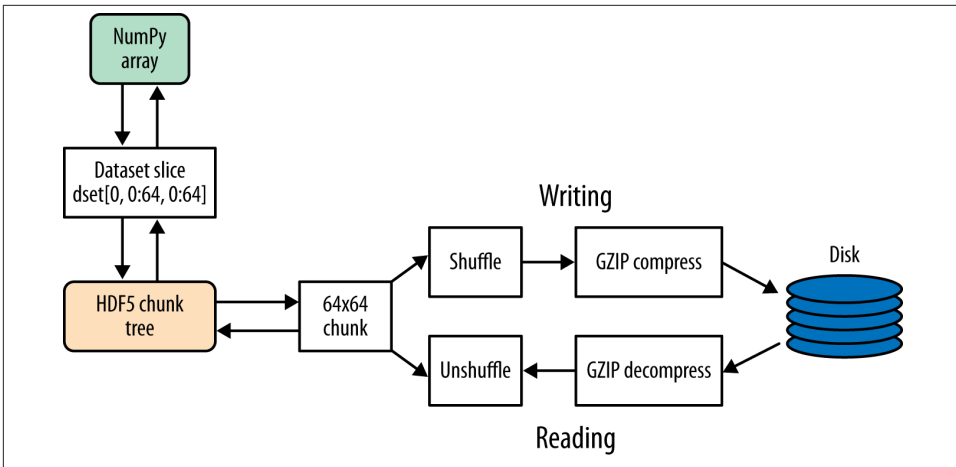 NumPy
array
Dataset slice
dset[0, 0:64, 0:64]
HDF5 chunk
tree
64x64
chunk
Writing
Shuffle
GZIP compress
Disk
Unshuffle
GZIP decompress
Reading